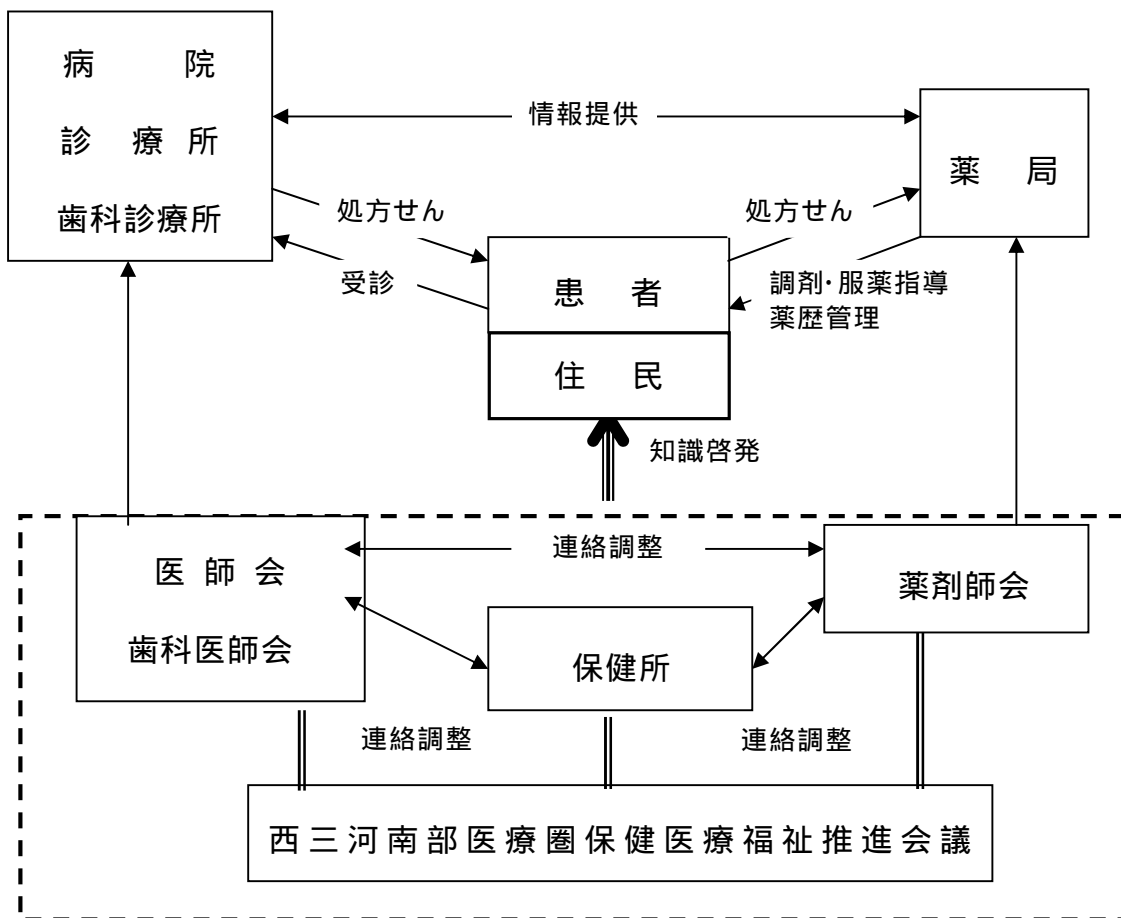 病院
診療所
歯科診療所
情報提供
薬局
処方せん
処方せん
受診
患者
調剤・服薬指導
薬歴管理
住民
知識啓発
医師会
歯科医師会
連絡調整
薬剤師会
保健所
連絡調整
連絡調整
西三河南部医療圏保健医療福祉推進会議